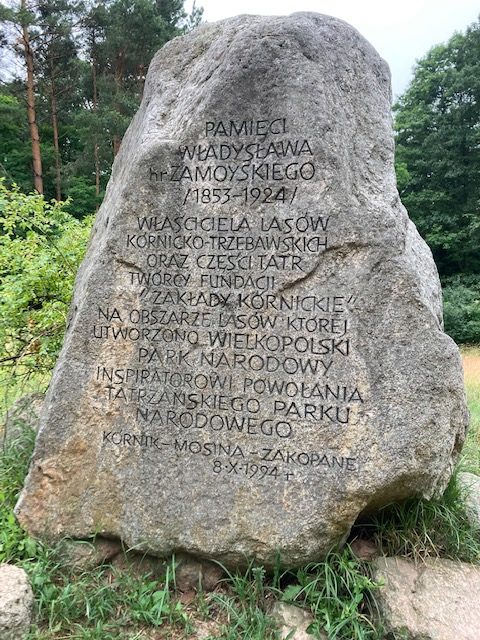 PAMIĘCI
WŁADYSŁAWA
hr ZAMOYSKIEGO
/1853-1924/
WŁAŚCICIELA LASÓW
KÓRNICKO-TRZEBAWSKICH
ORAZ CZĘŚCI TATR
TWÓRCY FUNDACJI
"ZAKŁADY KÓRNICKIE"
NA OBSZARZE LASÓW KTÓREJ
UTWORZONO WIELKOPOLSKI
PARK NARODOWY
INSPIRATOROWI POWOŁANIA
TATRZAŃSKIEGO PARKU
NARODOWEGO
KÓRNIK-MOSINA-ZAKOPANE
8·X·1994 r